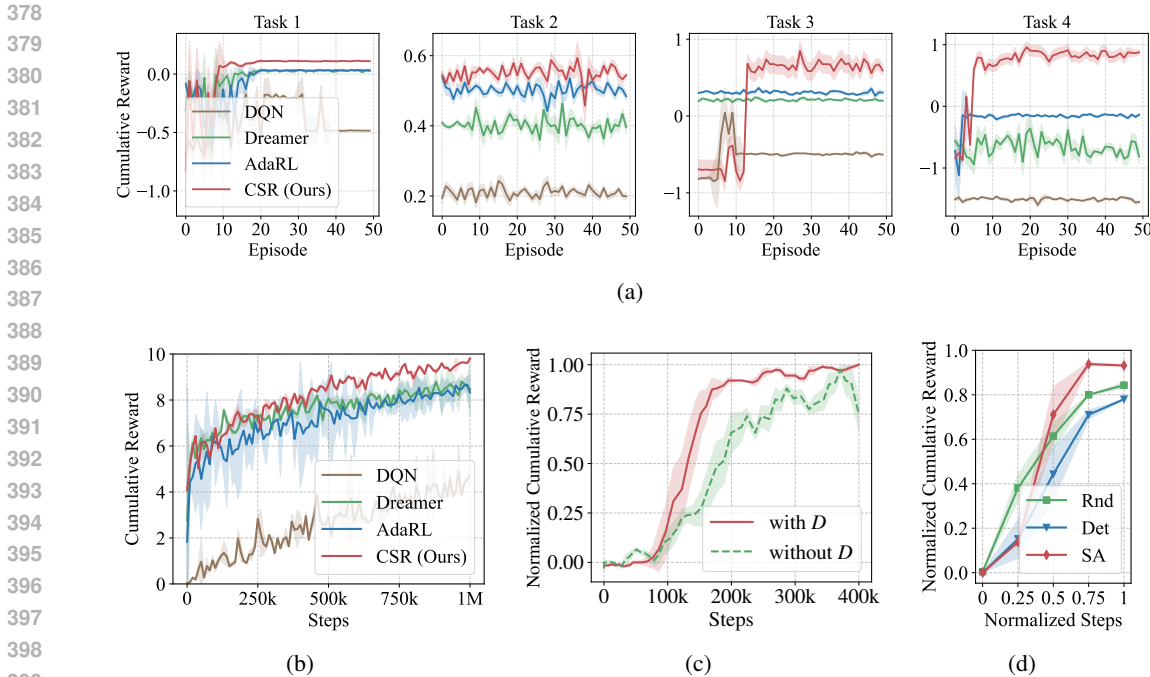 378
379
380
381
382
383
384
385
386
387
388
389
390
391
392
393
394
395
396
397
398
Task 1
Task 2
Task 3
Task 4
Cumulative Reward
0.0
−0.5
−1.0
DQN
Dreamer
AdaRL
CSR (Ours)
0 10 20 30 40 50
Episode
0.6
0.4
0.2
0 10 20 30 40 50
Episode
1
0
−1
0 10 20 30 40 50
Episode
1
0
−1
0 10 20 30 40 50
Episode
(a)
Cumulative Reward
10
8
6
4
2
0
DQN
Dreamer
AdaRL
CSR (Ours)
0 250k 500k 750k 1M
Steps
(b)
Normalized Cumulative Reward
1.00
0.75
0.50
0.25
0.00
with D
without D
0 100k 200k 300k 400k
Steps
(c)
Normalized Cumulative Reward
1.0
0.8
0.6
0.4
0.2
0.0
Rnd
Det
SA
0 0.25 0.5 0.75 1
Normalized Steps
(d)